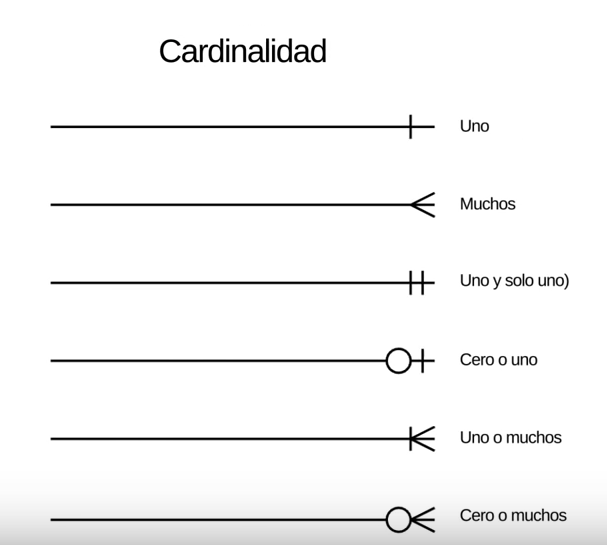 Cardinalidad
Uno
Muchos
Uno y solo uno)
Cero o uno
Uno o muchos
Cero o muchos